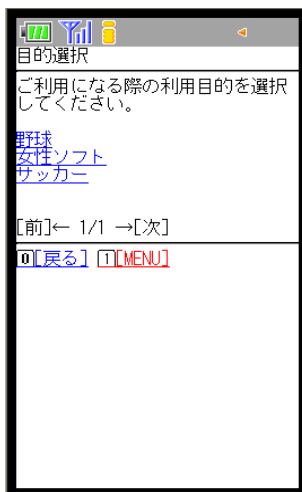 目的選択
ご利用になる際の利用目的を選択
してください。
野球
女性ソフト
サッカー
[前]← 1/1 →[次]
0[戻る] 1[MENU]